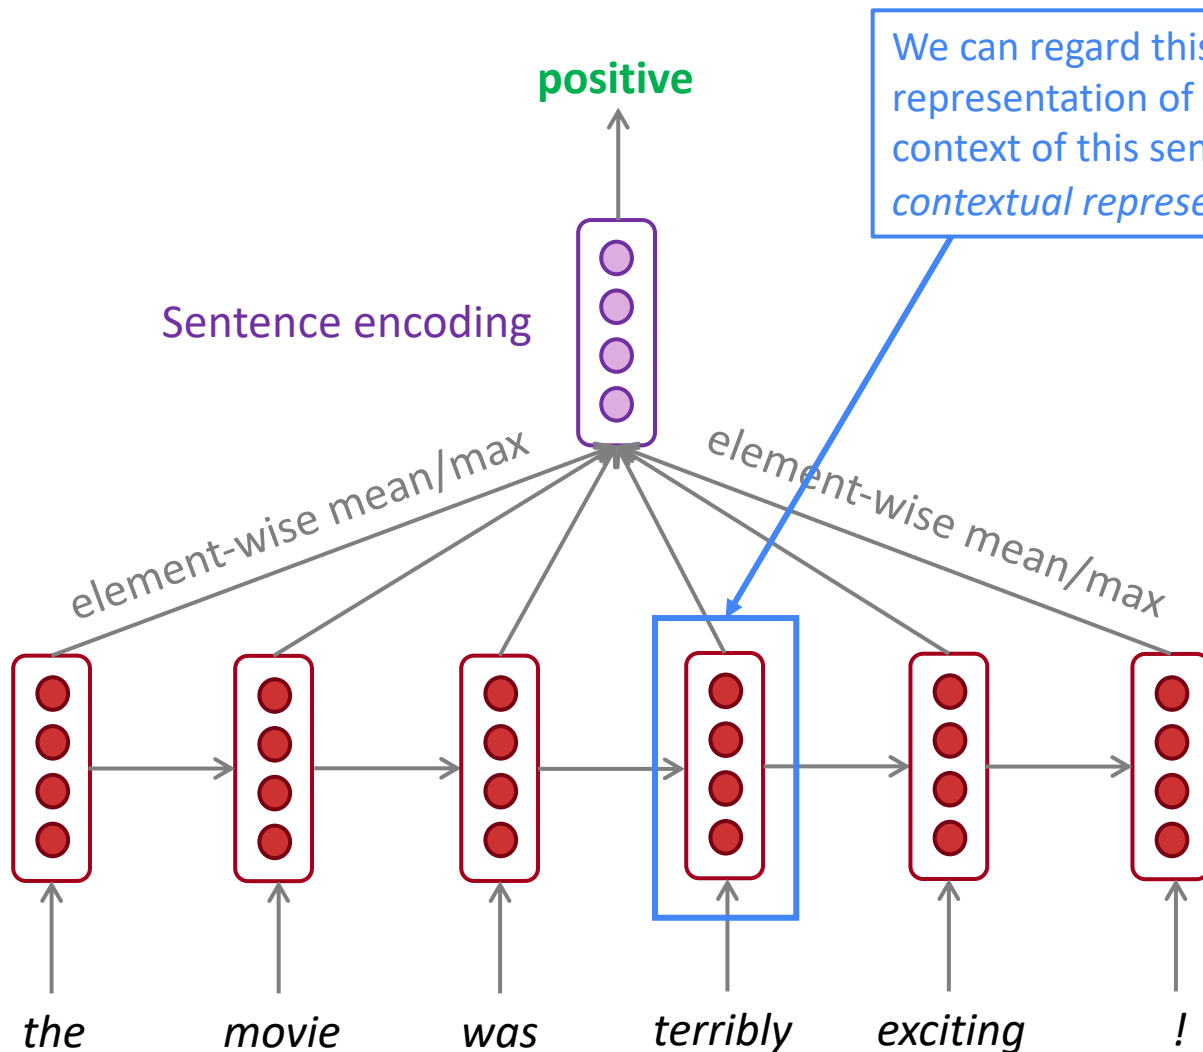 We can regard this
representation of
context of this sen
contextual represe
positive
Sentence encoding
element-wise mean/max
element-wise mean/max
the movie was terribly exciting !